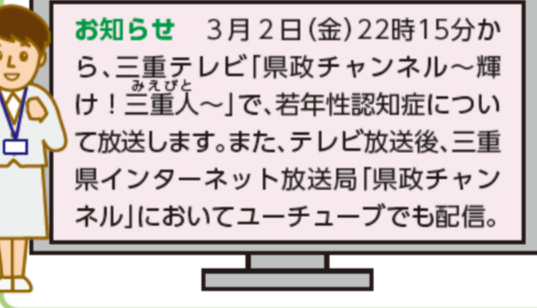 お知らせ　３月２日（金）22時15分か
ら、三重テレビ「県政チャンネル〜輝
みえびと
け！三重人〜」で、若年性認知症につい
て放送します。また、テレビ放送後、三重
県インターネット放送局「県政チャン
ネル」においてユーチューブでも配信。